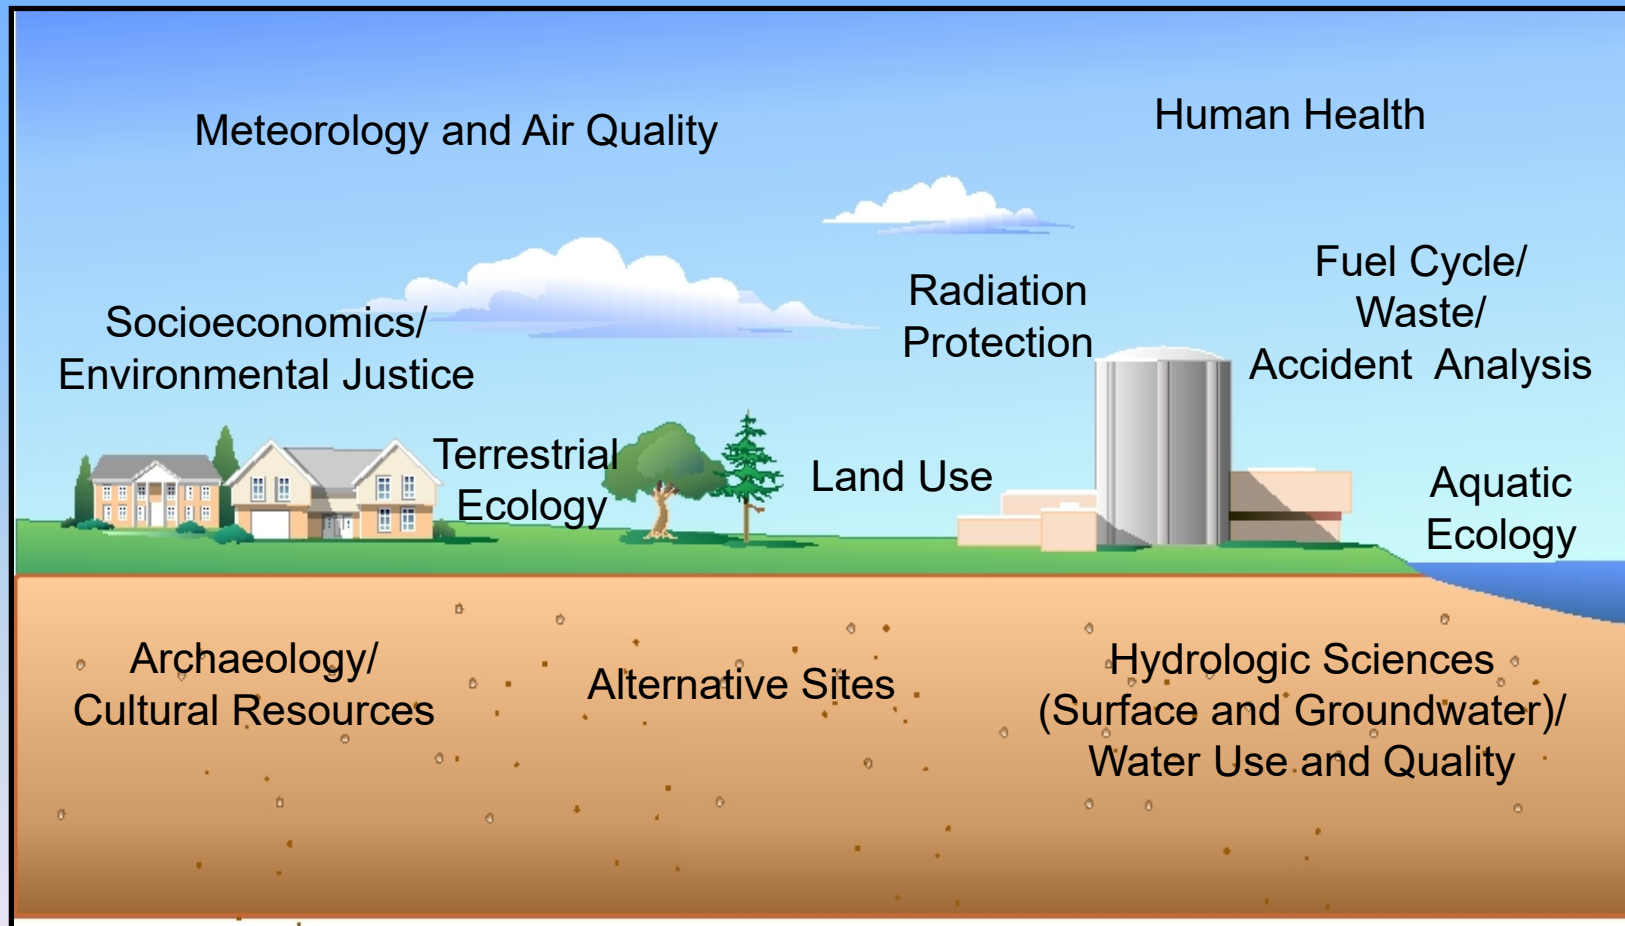 Meteorology and Air Quality
Human Health
Socioeconomics/
Environmental Justice
Radiation
Protection
Fuel Cycle/
Waste/
Accident  Analysis
Terrestrial
Ecology
Land Use
Aquatic
Ecology
Archaeology/
Cultural Resources
Alternative Sites
Hydrologic Sciences
(Surface and Groundwater)/
Water Use and Quality